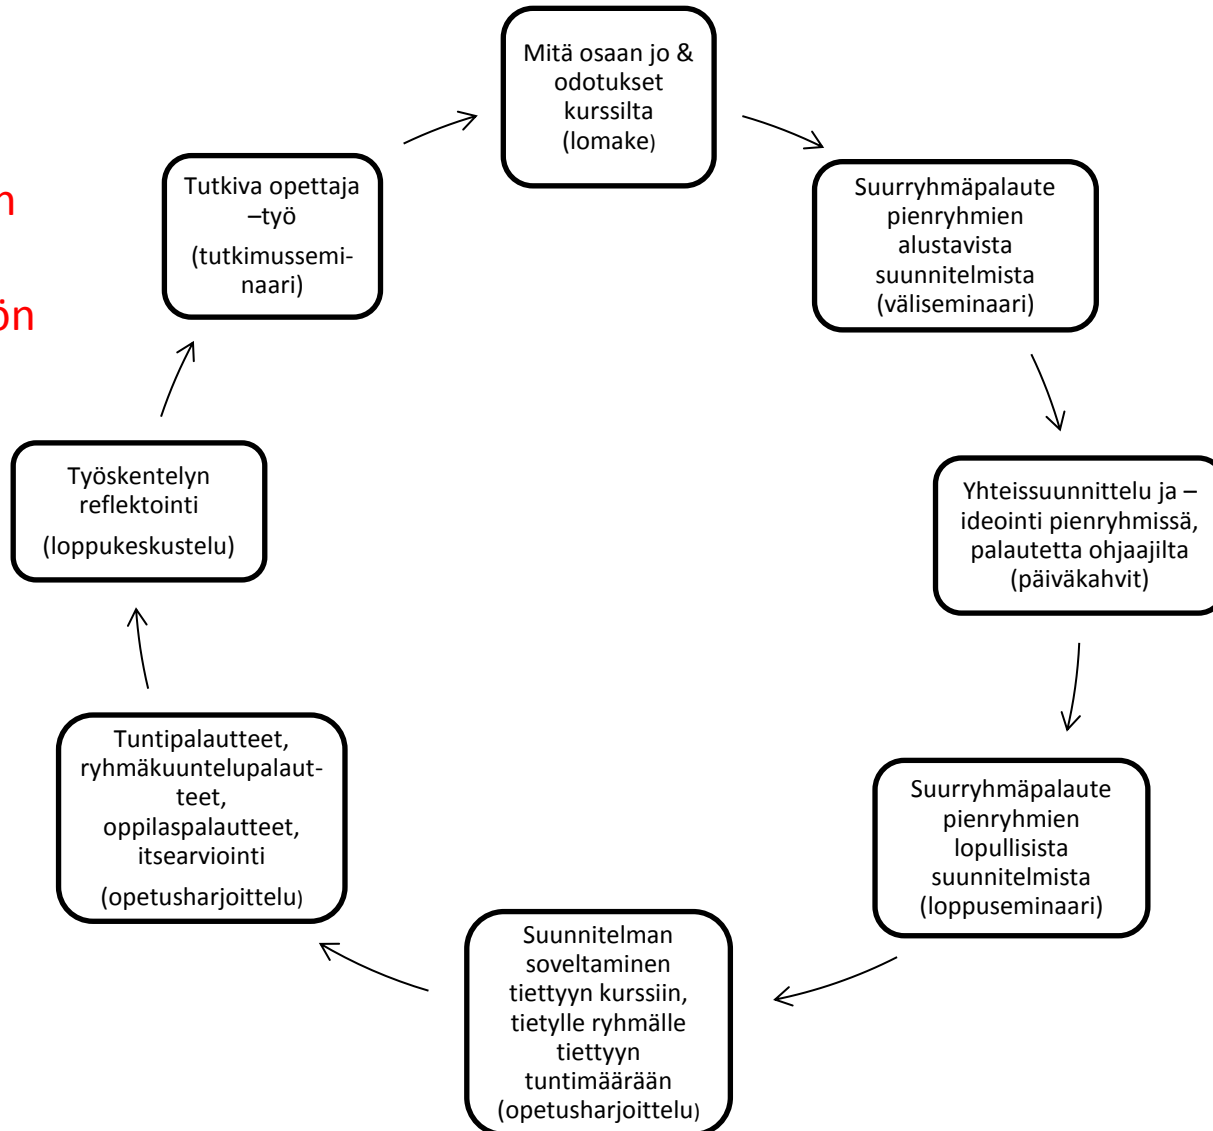 Mitä osaan jo &
odotukset
kurssilta
(lomake)
Suurryhmäpalaute
pienryhmien
alustavista
suunnitelmista
(väliseminaari)
Yhteissuunnittelu ja –
ideointi pienryhmissä,
palautetta ohjaajilta
(päiväkahvit)
Suurryhmäpalaute
pienryhmien
lopullisista
suunnitelmista
(loppuseminaari)
Suunnitelman
soveltaminen
tiettyyn kurssiin,
tietylle ryhmälle
tiettyyn
tuntimäärään
(opetusharjoittelu)
Tuntipalautteet,
ryhmäkuuntelupalaut-
teet,
oppilaspalautteet,
itsearviointi
(opetusharjoittelu)
Työskentelyn
reflektointi
(loppukeskustelu)
Tutkiva opettaja
–työ
(tutkimussemi-
naari)
n
ön